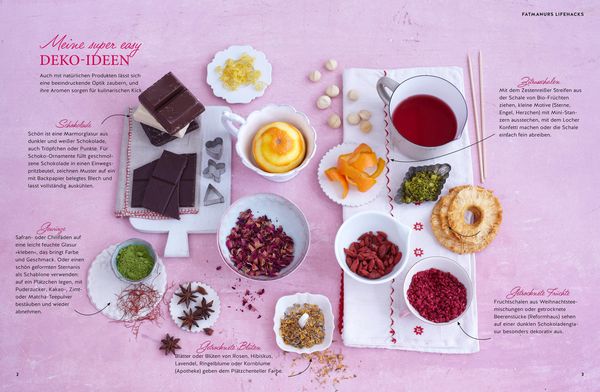 FATMANURS LIFEHACKS
Meine super easy
DEKO-IDEEN
Auch mit natürlichen Produkten lässt sich
eine beeindruckende Optik zaubern, und
ihre Aromen sorgen für kulinarischen Kick.
Schokolade
Schön ist eine Marmorglasur aus
dunkler und weißer Schokolade,
auch Tröpfchen oder Punkte. Für
Schoko-Ornamente füllt geschmol-
zene Schokolade in einen Einweg-
spritzbeutel, zeichnen Muster auf ein
mit Backpapier belegtes Blech und
lasst vollständig auskühlen.
Gewürze
Safran- oder Chilifäden auf
eine leicht feuchte Glasur
»kleben«, das bringt Farbe
und Geschmack. Oder einen
schön geformten Sternanis
als Schablone verwenden:
auf ein Plätzchen legen, mit
Puderzucker, Kakao-, Zimt-
oder Matcha-Teepulver
bestäuben und wieder
abnehmen.
Getrocknete Blüten
Blätter oder Blüten von Rosen, Hibiskus,
Lavendel, Ringelblume oder Kornblume
(Apotheke) geben dem Plätzchenteller Farbe.
Zitrusschalen
Mit dem Zestenreißer Streifen aus
der Schale von Bio-Früchten
ziehen, kleine Motive (Sterne,
Engel, Herzchen) mit Mini-Stan-
zern ausstechen, mit dem Locher
Konfetti machen oder die Schale
einfach fein abreiben.
Getrocknete Früchte
Fruchtschalen aus Weihnachtstee-
mischungen oder getrocknete
Beerenstücke (Reformhaus) sehen
auf einer dunklen Schokoladengla-
sur besonders dekorativ aus.
2
3